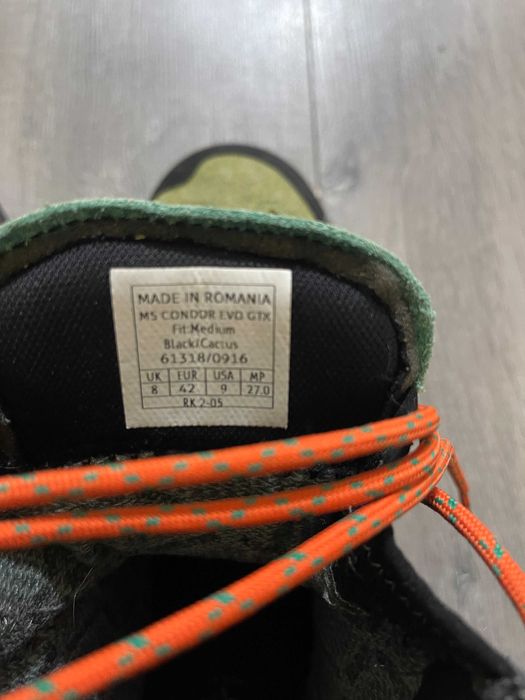 MADE IN ROMANIA
MS CONDOR EVO GTX
Fit:Medium
Black/Cactus
61318/0916
UK EUR USA MP
8 42 9 27.0
RK 2-05